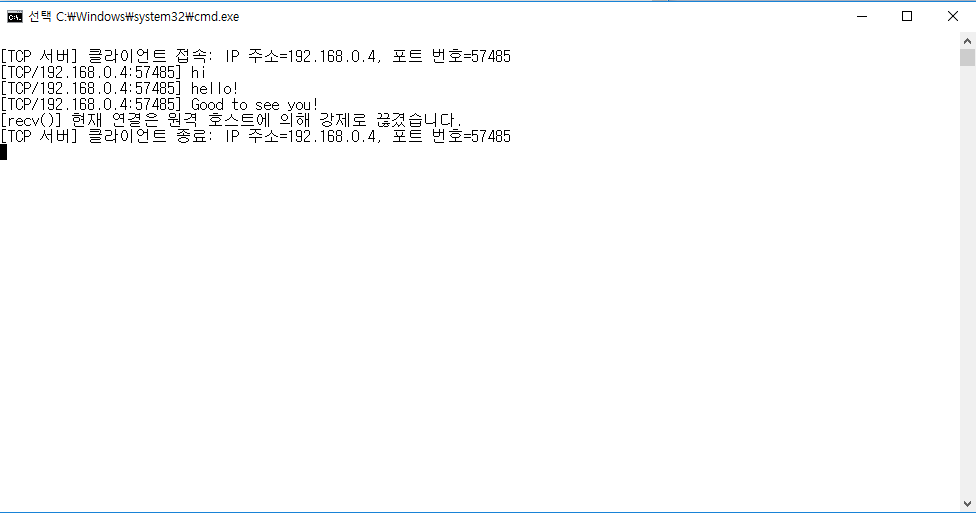 선택 C:\Windows\system32\cmd.exe
[TCP 서버] 클라이언트 접속: IP 주소=192.168.0.4, 포트 번호=57485
[TCP/192.168.0.4:57485] hi
[TCP/192.168.0.4:57485] hello!
[TCP/192.168.0.4:57485] Good to see you!
[recv()] 현재 연결은 원격 호스트에 의해 강제로 끊겼습니다.
[TCP 서버] 클라이언트 종료: IP 주소=192.168.0.4, 포트 번호=57485